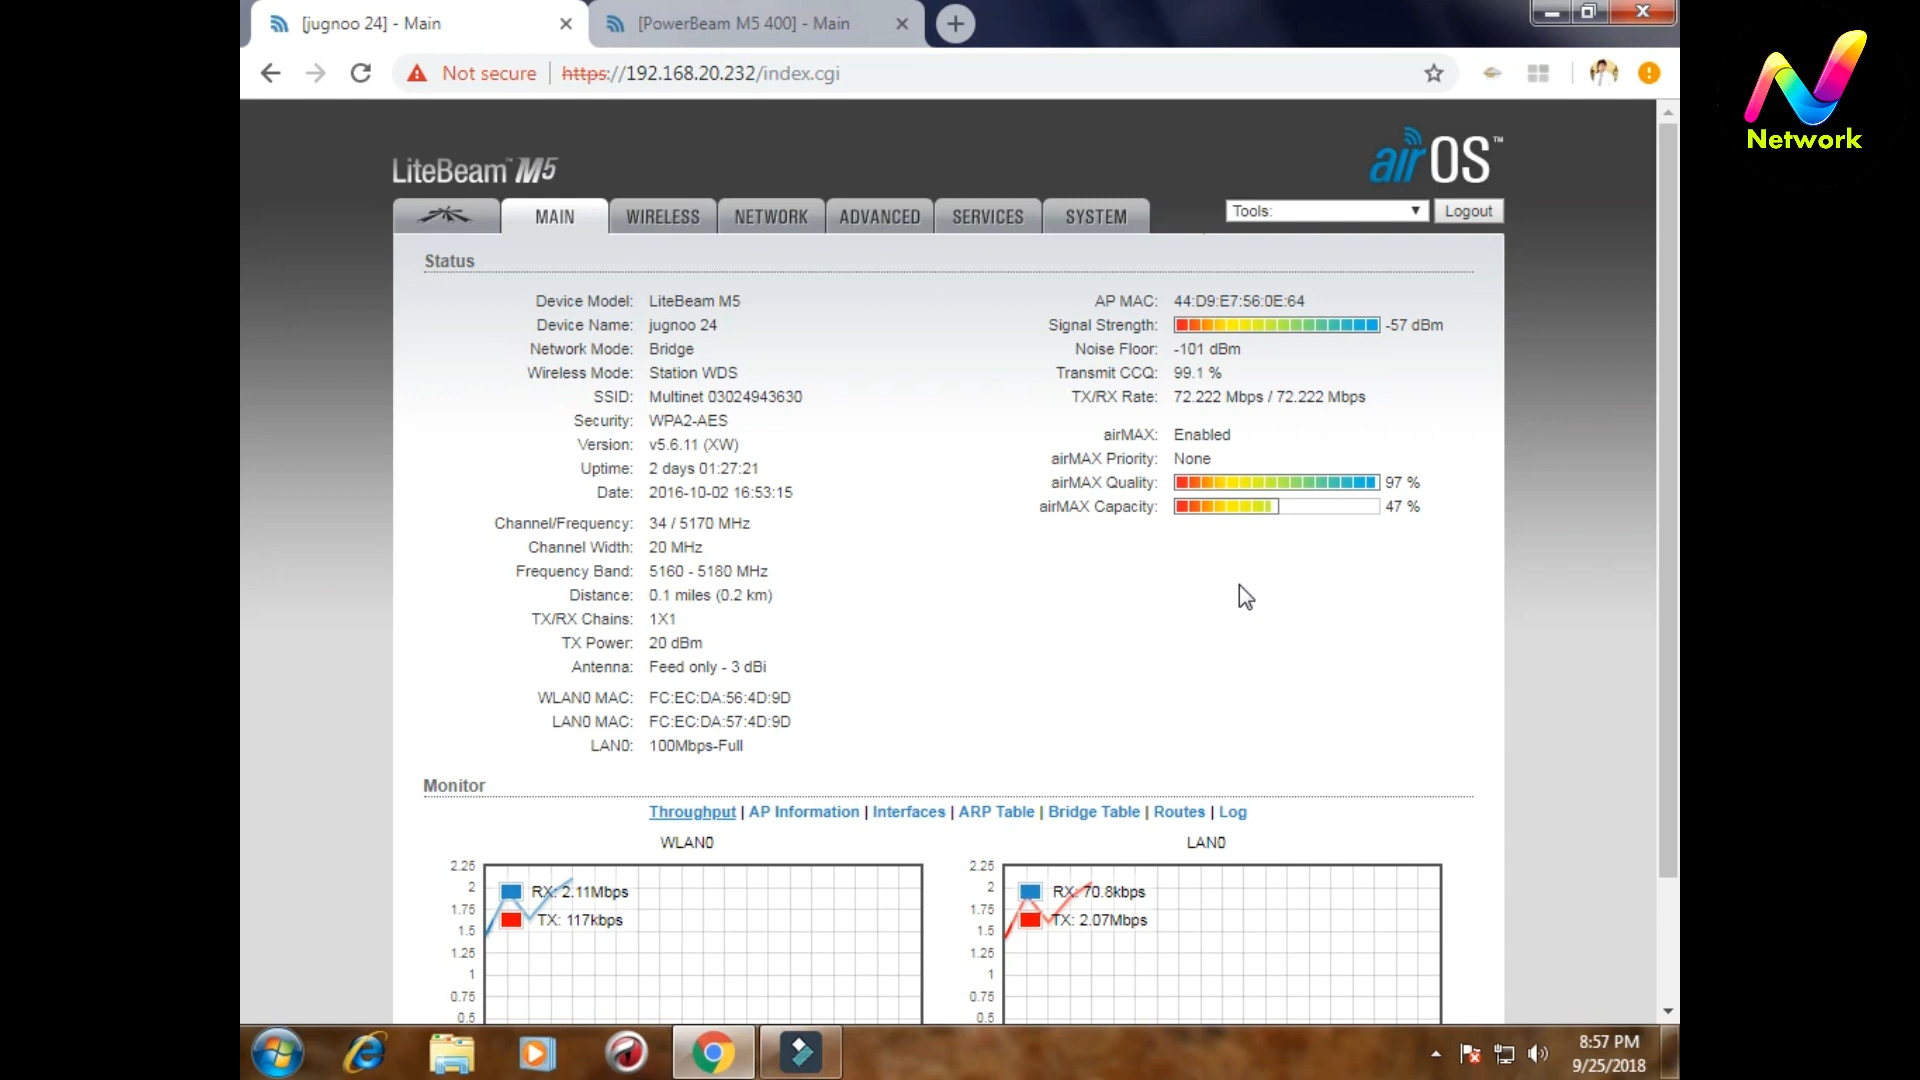 [jugnoo 24] - Main
[PowerBeam M5 400] - Main
Not secure
https://192.168.20.232/index.cgi
Network
LiteBeam™ M5
airOS™
MAIN
WIRELESS
NETWORK
ADVANCED
SERVICES
SYSTEM
Tools:
Logout
Status
Device Model: LiteBeam M5
Device Name: jugnoo 24
Network Mode: Bridge
Wireless Mode: Station WDS
SSID: Multinet 03024943630
Security: WPA2-AES
Version: v5.6.11 (XW)
Uptime: 2 days 01:27:21
Date: 2016-10-02 16:53:15
Channel/Frequency: 34 / 5170 MHz
Channel Width: 20 MHz
Frequency Band: 5160 - 5180 MHz
Distance: 0.1 miles (0.2 km)
TX/RX Chains: 1X1
TX Power: 20 dBm
Antenna: Feed only - 3 dBi
WLAN0 MAC: FC:EC:DA:56:4D:9D
LAN0 MAC: FC:EC:DA:57:4D:9D
LAN0: 100Mbps-Full
AP MAC: 44:D9:E7:56:0E:64
Signal Strength: -57 dBm
Noise Floor: -101 dBm
Transmit CCQ: 99.1 %
TX/RX Rate: 72.222 Mbps / 72.222 Mbps
airMAX: Enabled
airMAX Priority: None
airMAX Quality: 97 %
airMAX Capacity: 47 %
Monitor
Throughput | AP Information | Interfaces | ARP Table | Bridge Table | Routes | Log
WLAN0
2.25
2
1.75
1.5
1.25
1
0.75
0.5
RX: 2.11Mbps
TX: 117kbps
LAN0
2.25
2
1.75
1.5
1.25
1
0.75
0.5
RX: 70.8kbps
TX: 2.07Mbps
8:57 PM
9/25/2018